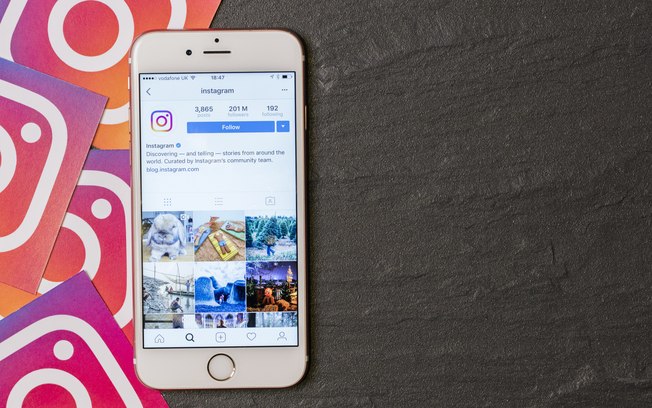 vodafone UK 18:47
instagram
3,865 201 M 192
posts followers following
Follow
Instagram
Discovering — and telling — stories from around the
world. Curated by Instagram's community team.
blog.instagram.com